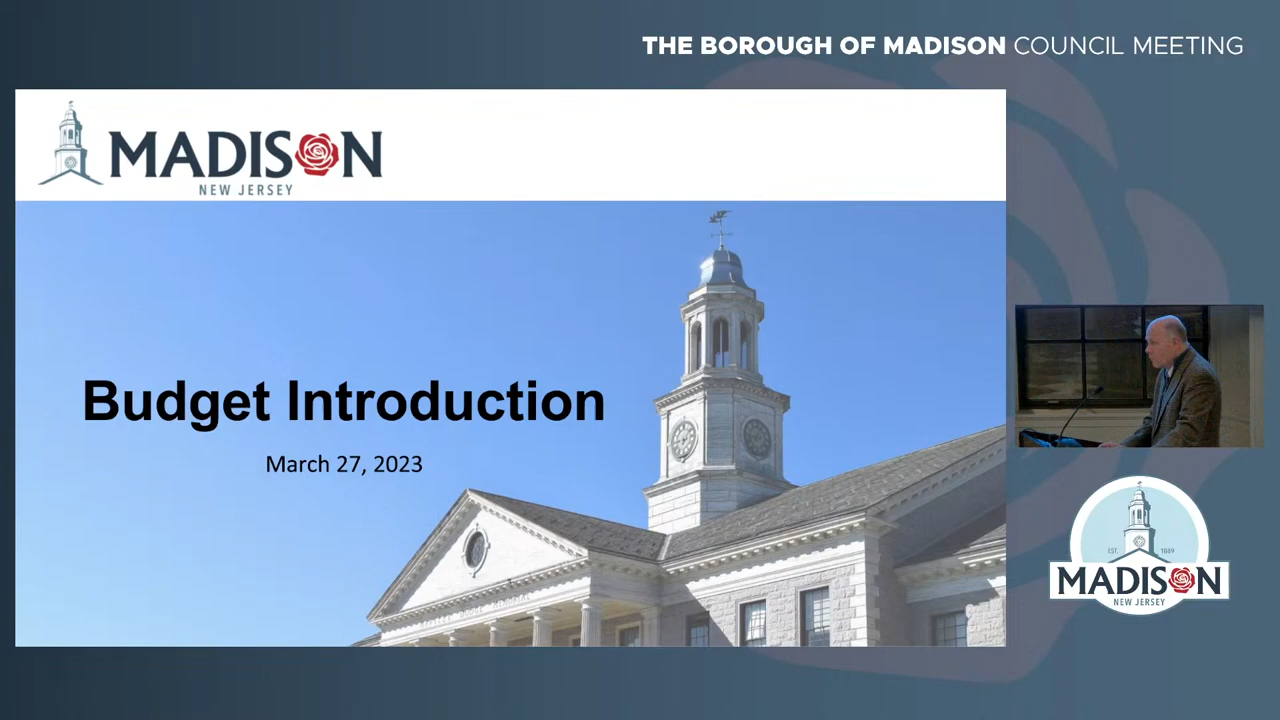 THE BOROUGH OF MADISON COUNCIL MEETING
MADISON
NEW JERSEY
Budget Introduction
March 27, 2023
EST. 1889
MADISON
NEW JERSEY